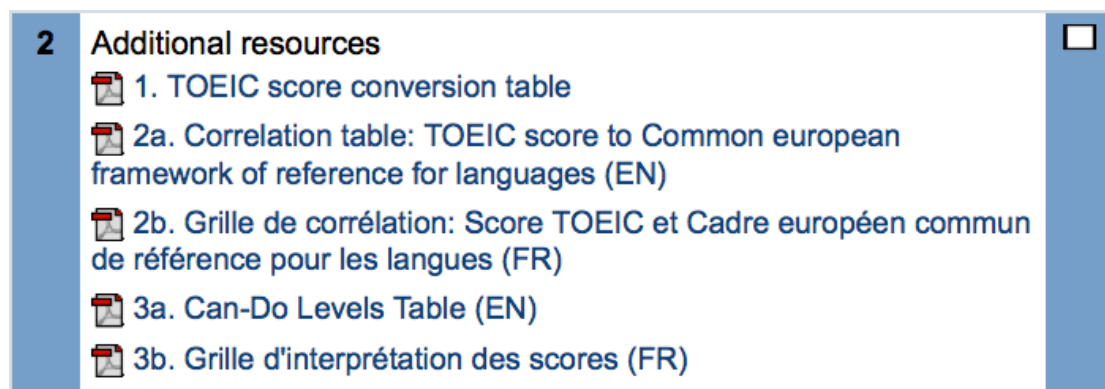 2 Additional resources
1. TOEIC score conversion table
2a. Correlation table: TOEIC score to Common european
framework of reference for languages (EN)
2b. Grille de corrélation: Score TOEIC et Cadre européen commun
de référence pour les langues (FR)
3a. Can-Do Levels Table (EN)
3b. Grille d'interprétation des scores (FR)